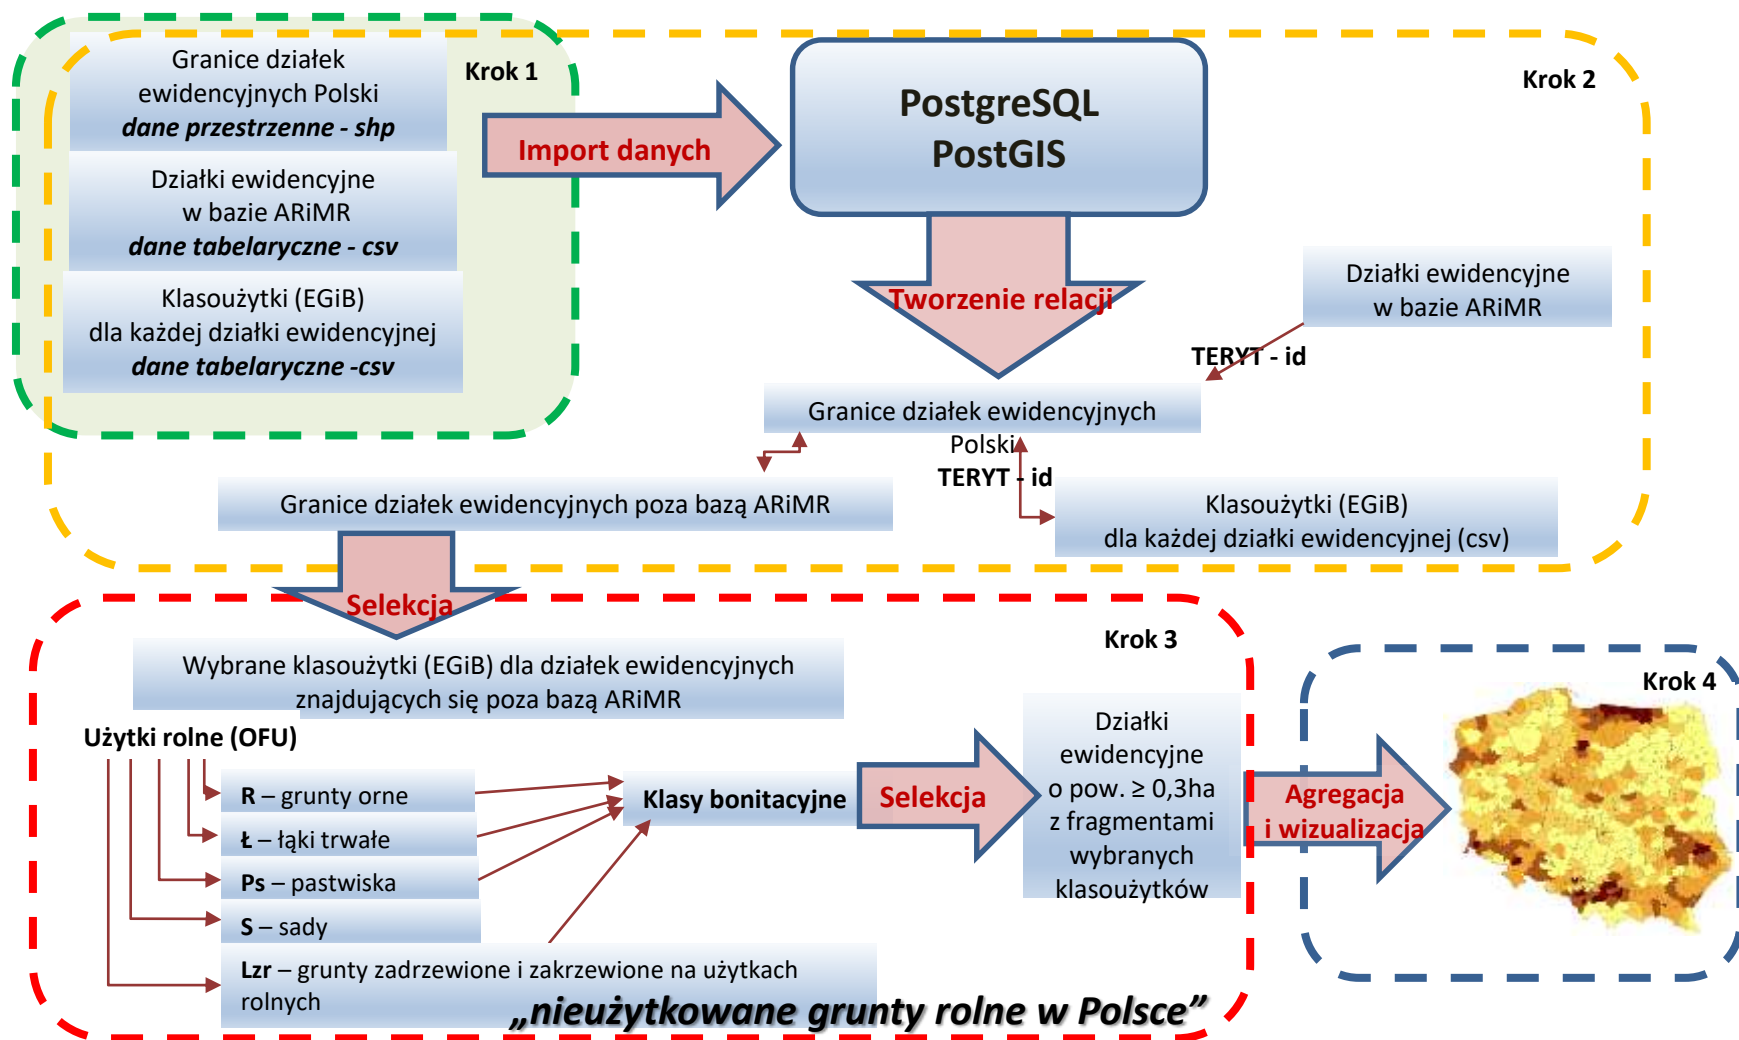 Krok 1
Granice działek
ewidencyjnych Polski
dane przestrzenne - shp
Działki ewidencyjne
w bazie ARiMR
dane tabelaryczne - csv
Klasoużytki (EGiB)
dla każdej działki ewidencyjnej
dane tabelaryczne -csv
Import danych
PostgreSQL
PostGIS
Krok 2
Tworzenie relacji
Działki ewidencyjne
w bazie ARiMR
TERYT - id
Granice działek ewidencyjnych
Polski
TERYT - id
Granice działek ewidencyjnych poza bazą ARiMR
Klasoużytki (EGiB)
dla każdej działki ewidencyjnej (csv)
Selekcja
Krok 3
Wybrane klasoużytki (EGiB) dla działek ewidencyjnych
znajdujących się poza bazą ARiMR
Użytki rolne (OFU)
R – grunty orne
Ł – łąki trwałe
Ps – pastwiska
S – sady
Lzr – grunty zadrzewione i zakrzewione na użytkach
rolnych
Klasy bonitacyjne
Selekcja
Działki
ewidencyjne
o pow. ≥ 0,3ha
z fragmentami
wybranych
klasoużytków
Agregacja
i wizualizacja
Krok 4
„nieużytkowane grunty rolne w Polsce”